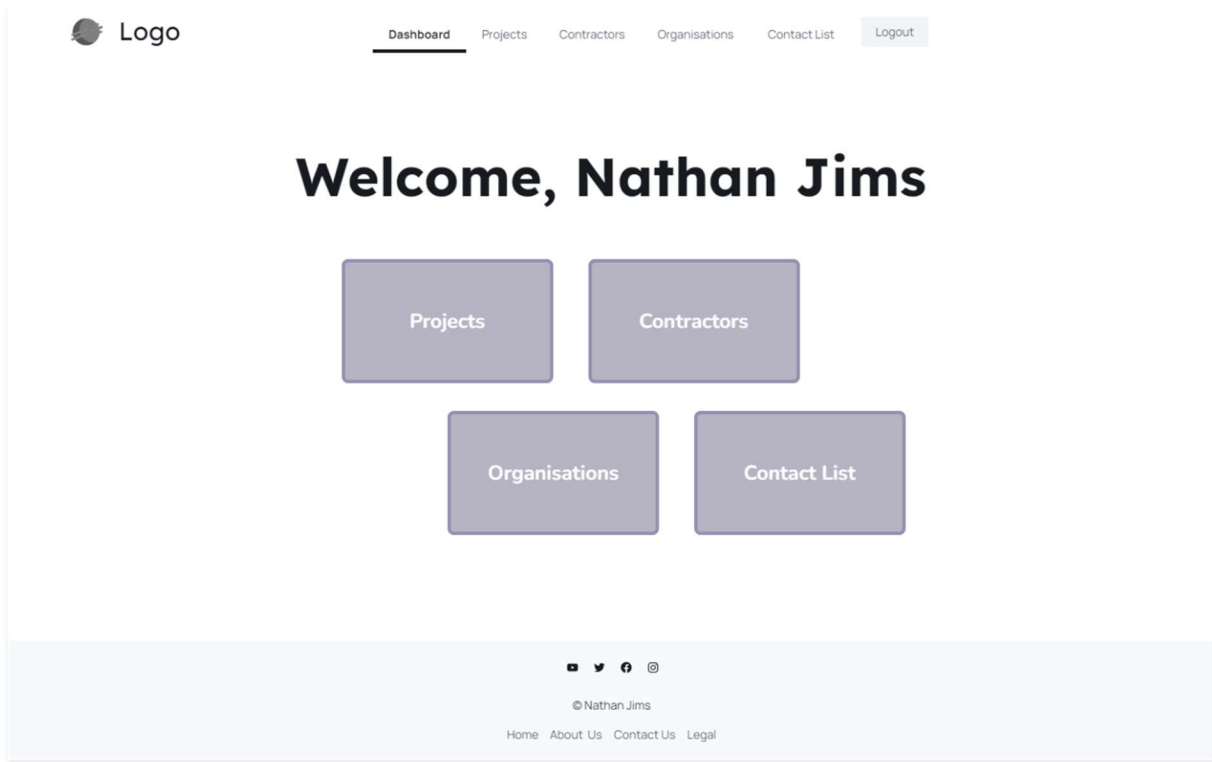 Logo
Dashboard Projects Contractors Organisations Contact List Logout
Welcome, Nathan Jims
Projects Contractors
Organisations Contact List
© Nathan Jims
Home About Us Contact Us Legal